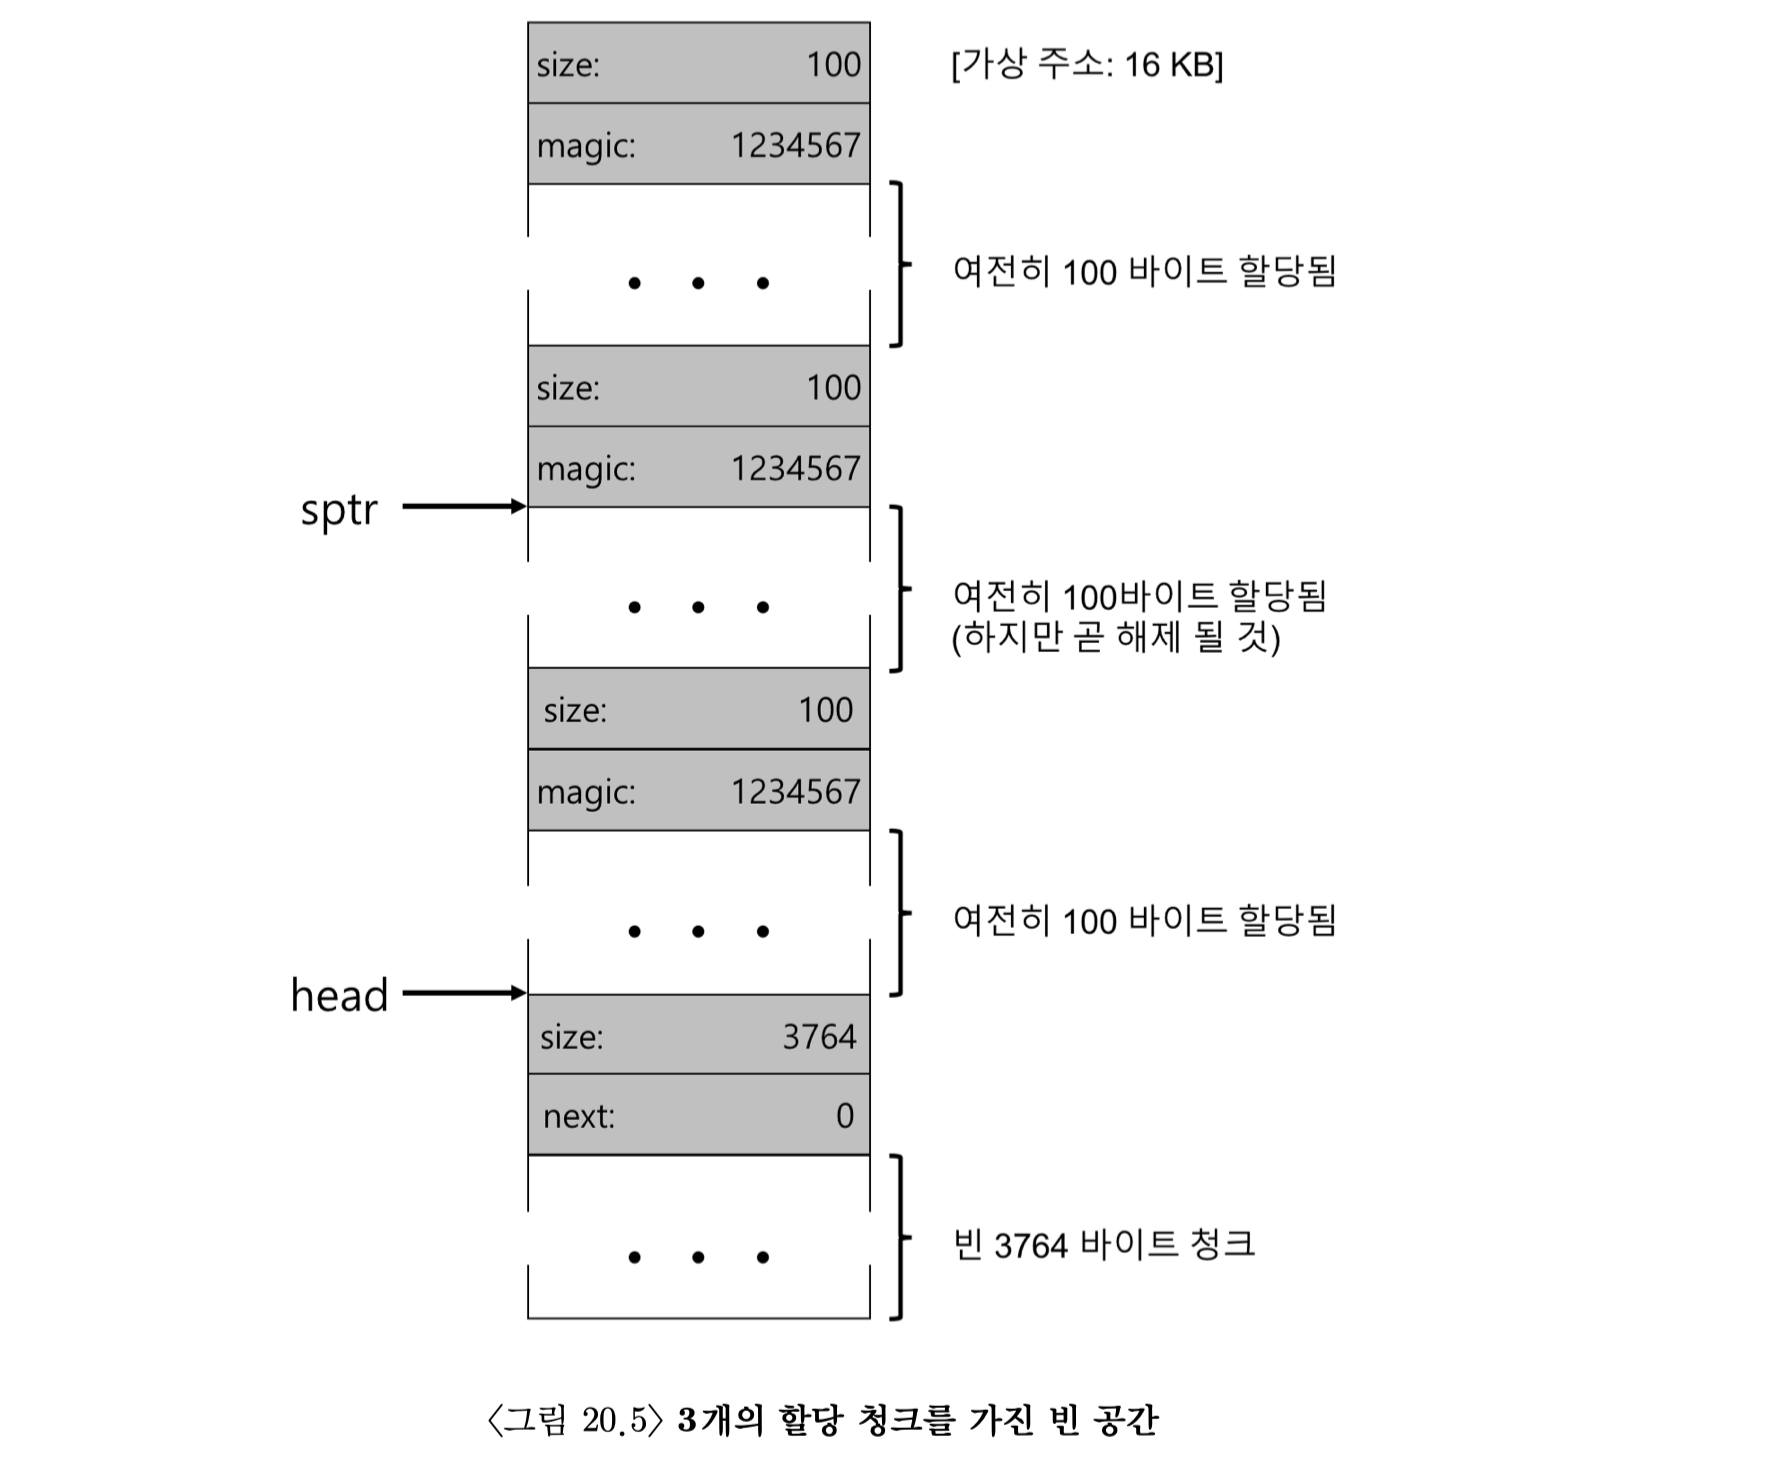 size: 100 [가상 주소: 16 KB]
magic: 1234567
여전히 100 바이트 할당됨
size: 100
magic: 1234567
sptr
여전히 100바이트 할당됨
(하지만 곧 해제 될 것)
size: 100
magic: 1234567
여전히 100 바이트 할당됨
head
size: 3764
next: 0
빈 3764 바이트 청크
〈그림 20.5〉 3개의 할당 청크를 가진 빈 공간